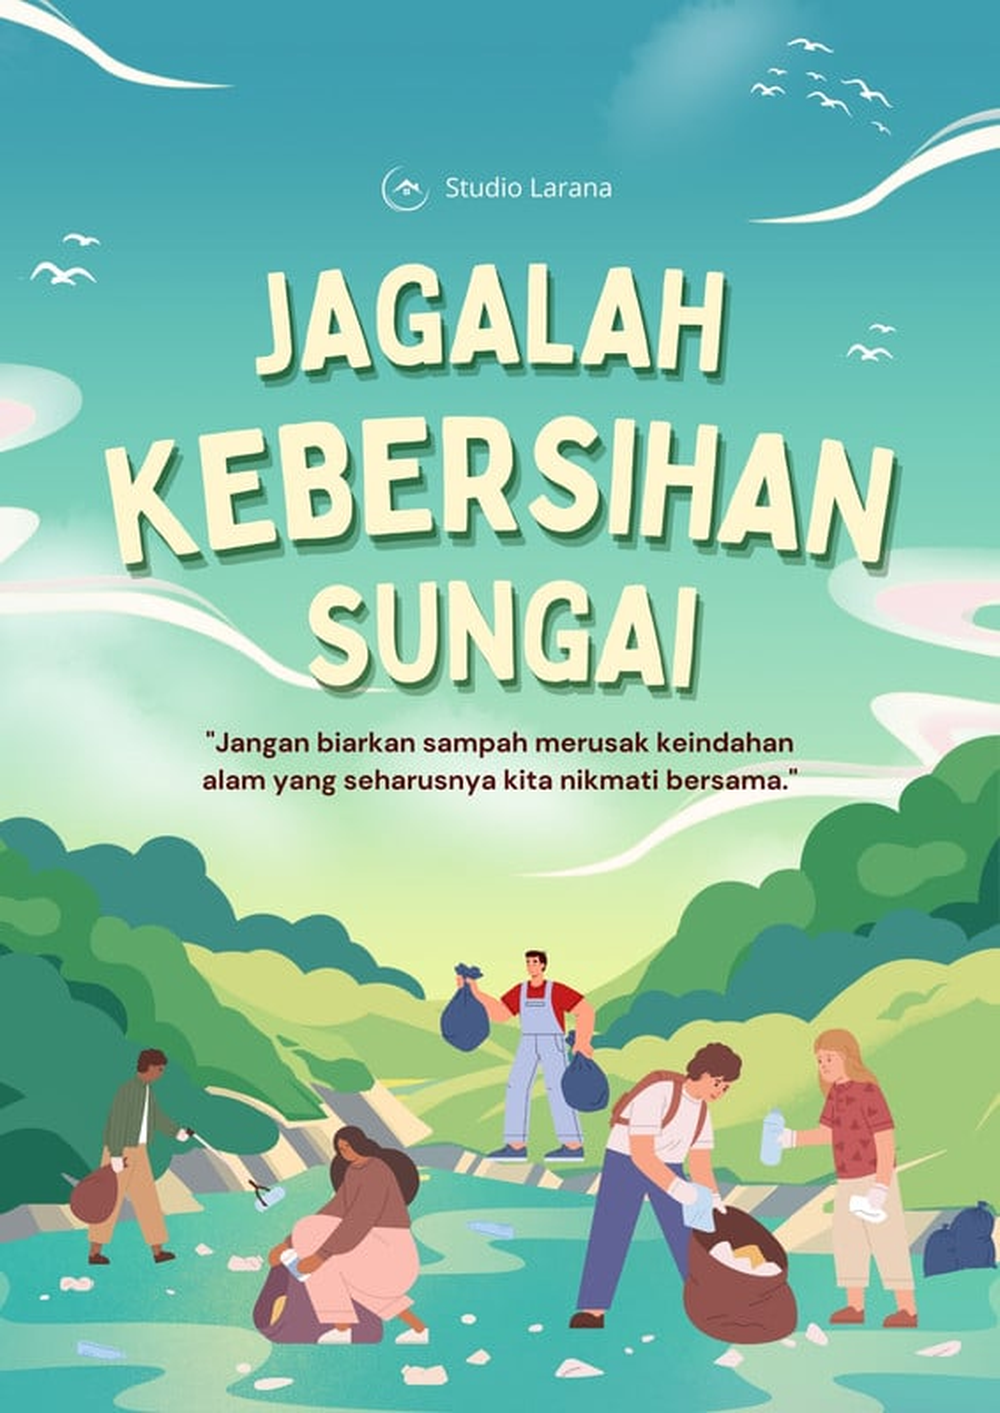 Studio Larana
JAGALAH
KEBERSIHAN
SUNGAI
"Jangan biarkan sampah merusak keindahan
alam yang seharusnya kita nikmati bersama."